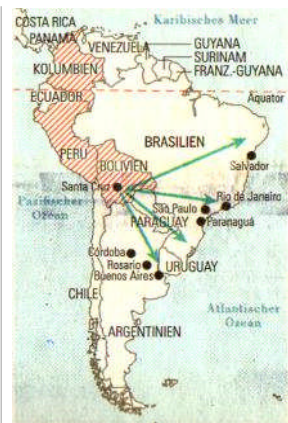 COSTA RICA
Karibisches Meer
PANAMA
VENEZUELA
GUYANA
SURINAM
FRANZ.-GUYANA
KOLUMBIEN
ECUADOR
Äquator
BRASILIEN
PERU
BOLIVIEN
Salvador
Santa Cruz
Pazifischer
Ozean
Rio de Janeiro
São Paulo
PARAGUAY
Paranaguá
Córdoba
Rosario
URUGUAY
Buenos Aires
CHILE
Atlantischer
Ozean
ARGENTINIEN